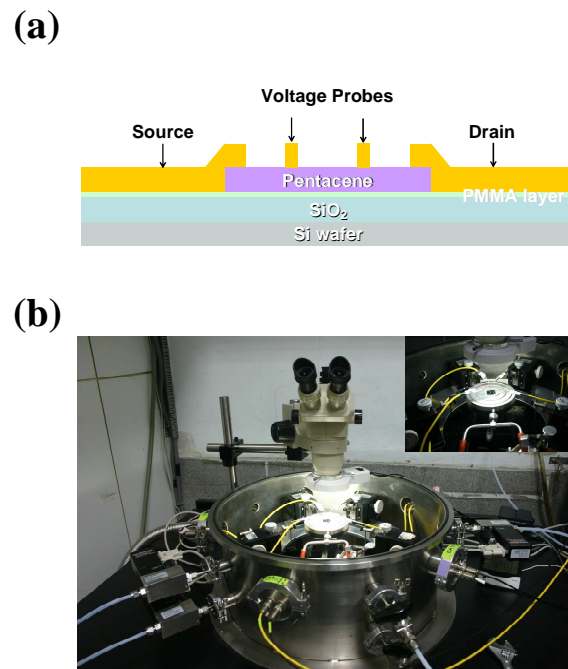 (a)
Voltage Probes
Source
Drain
Pentacene
PMMA layer
SiO₂
Si wafer
(b)